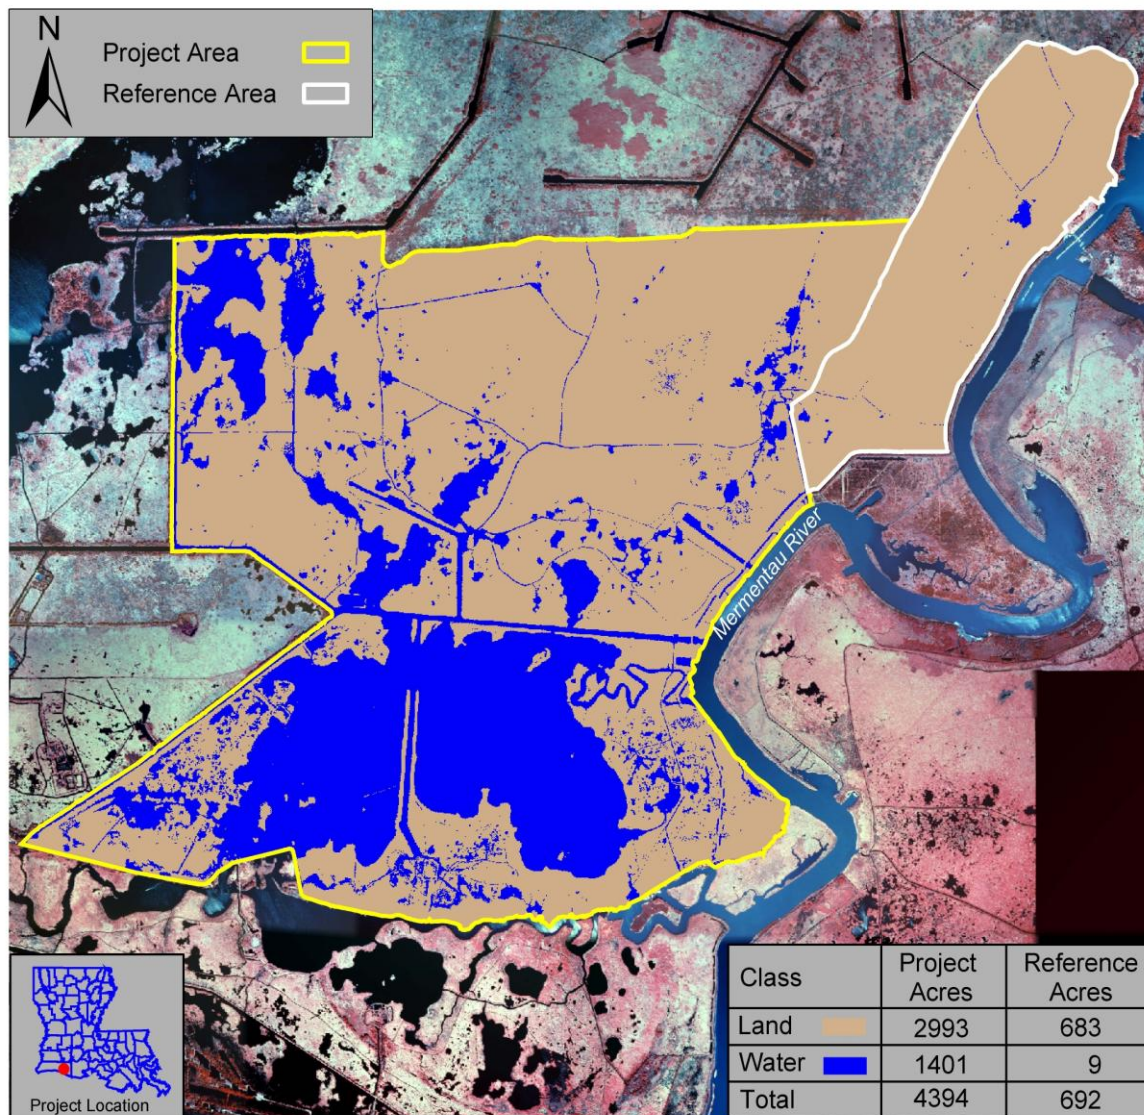 N
Project Area
Reference Area
Mermentau River
Project Location
Class Project Acres Reference Acres
Land 2993 683
Water 1401 9
Total 4394 692